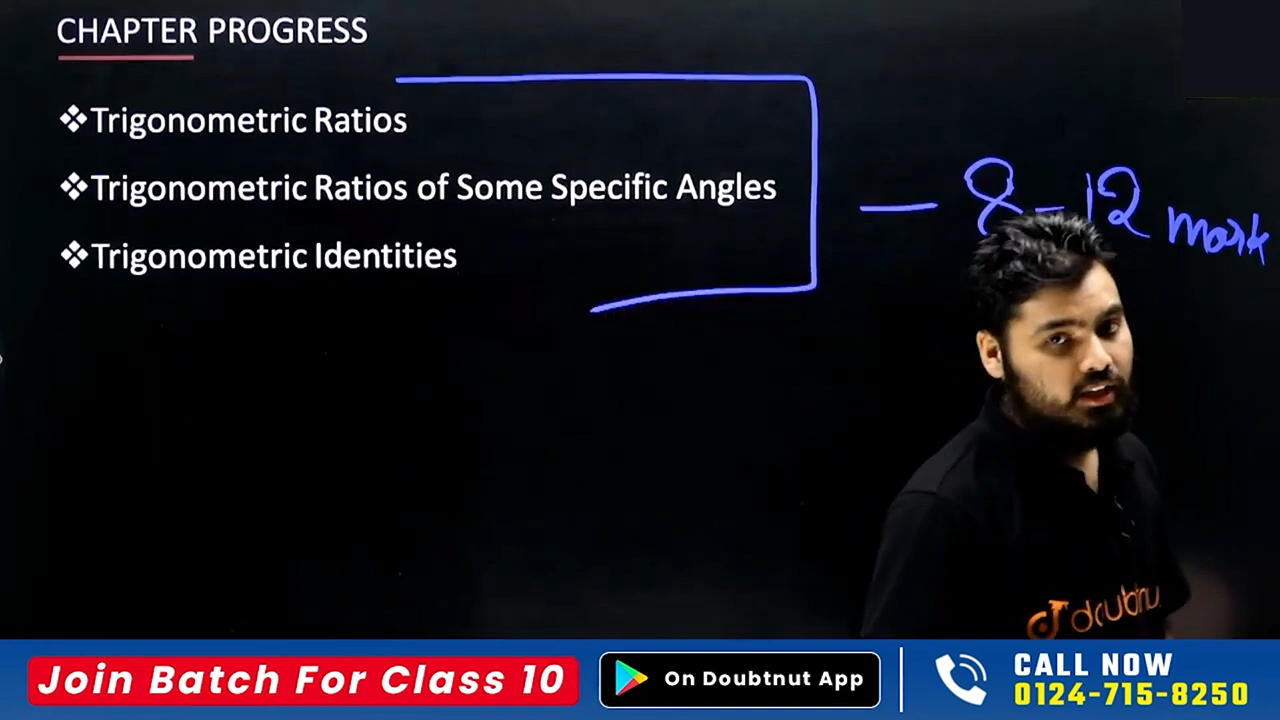 CHAPTER PROGRESS
❖Trigonometric Ratios
❖Trigonometric Ratios of Some Specific Angles
❖Trigonometric Identities
— 8-12 mark
doubtnut
Join Batch For Class 10
On Doubtnut App
CALL NOW
0124-715-8250